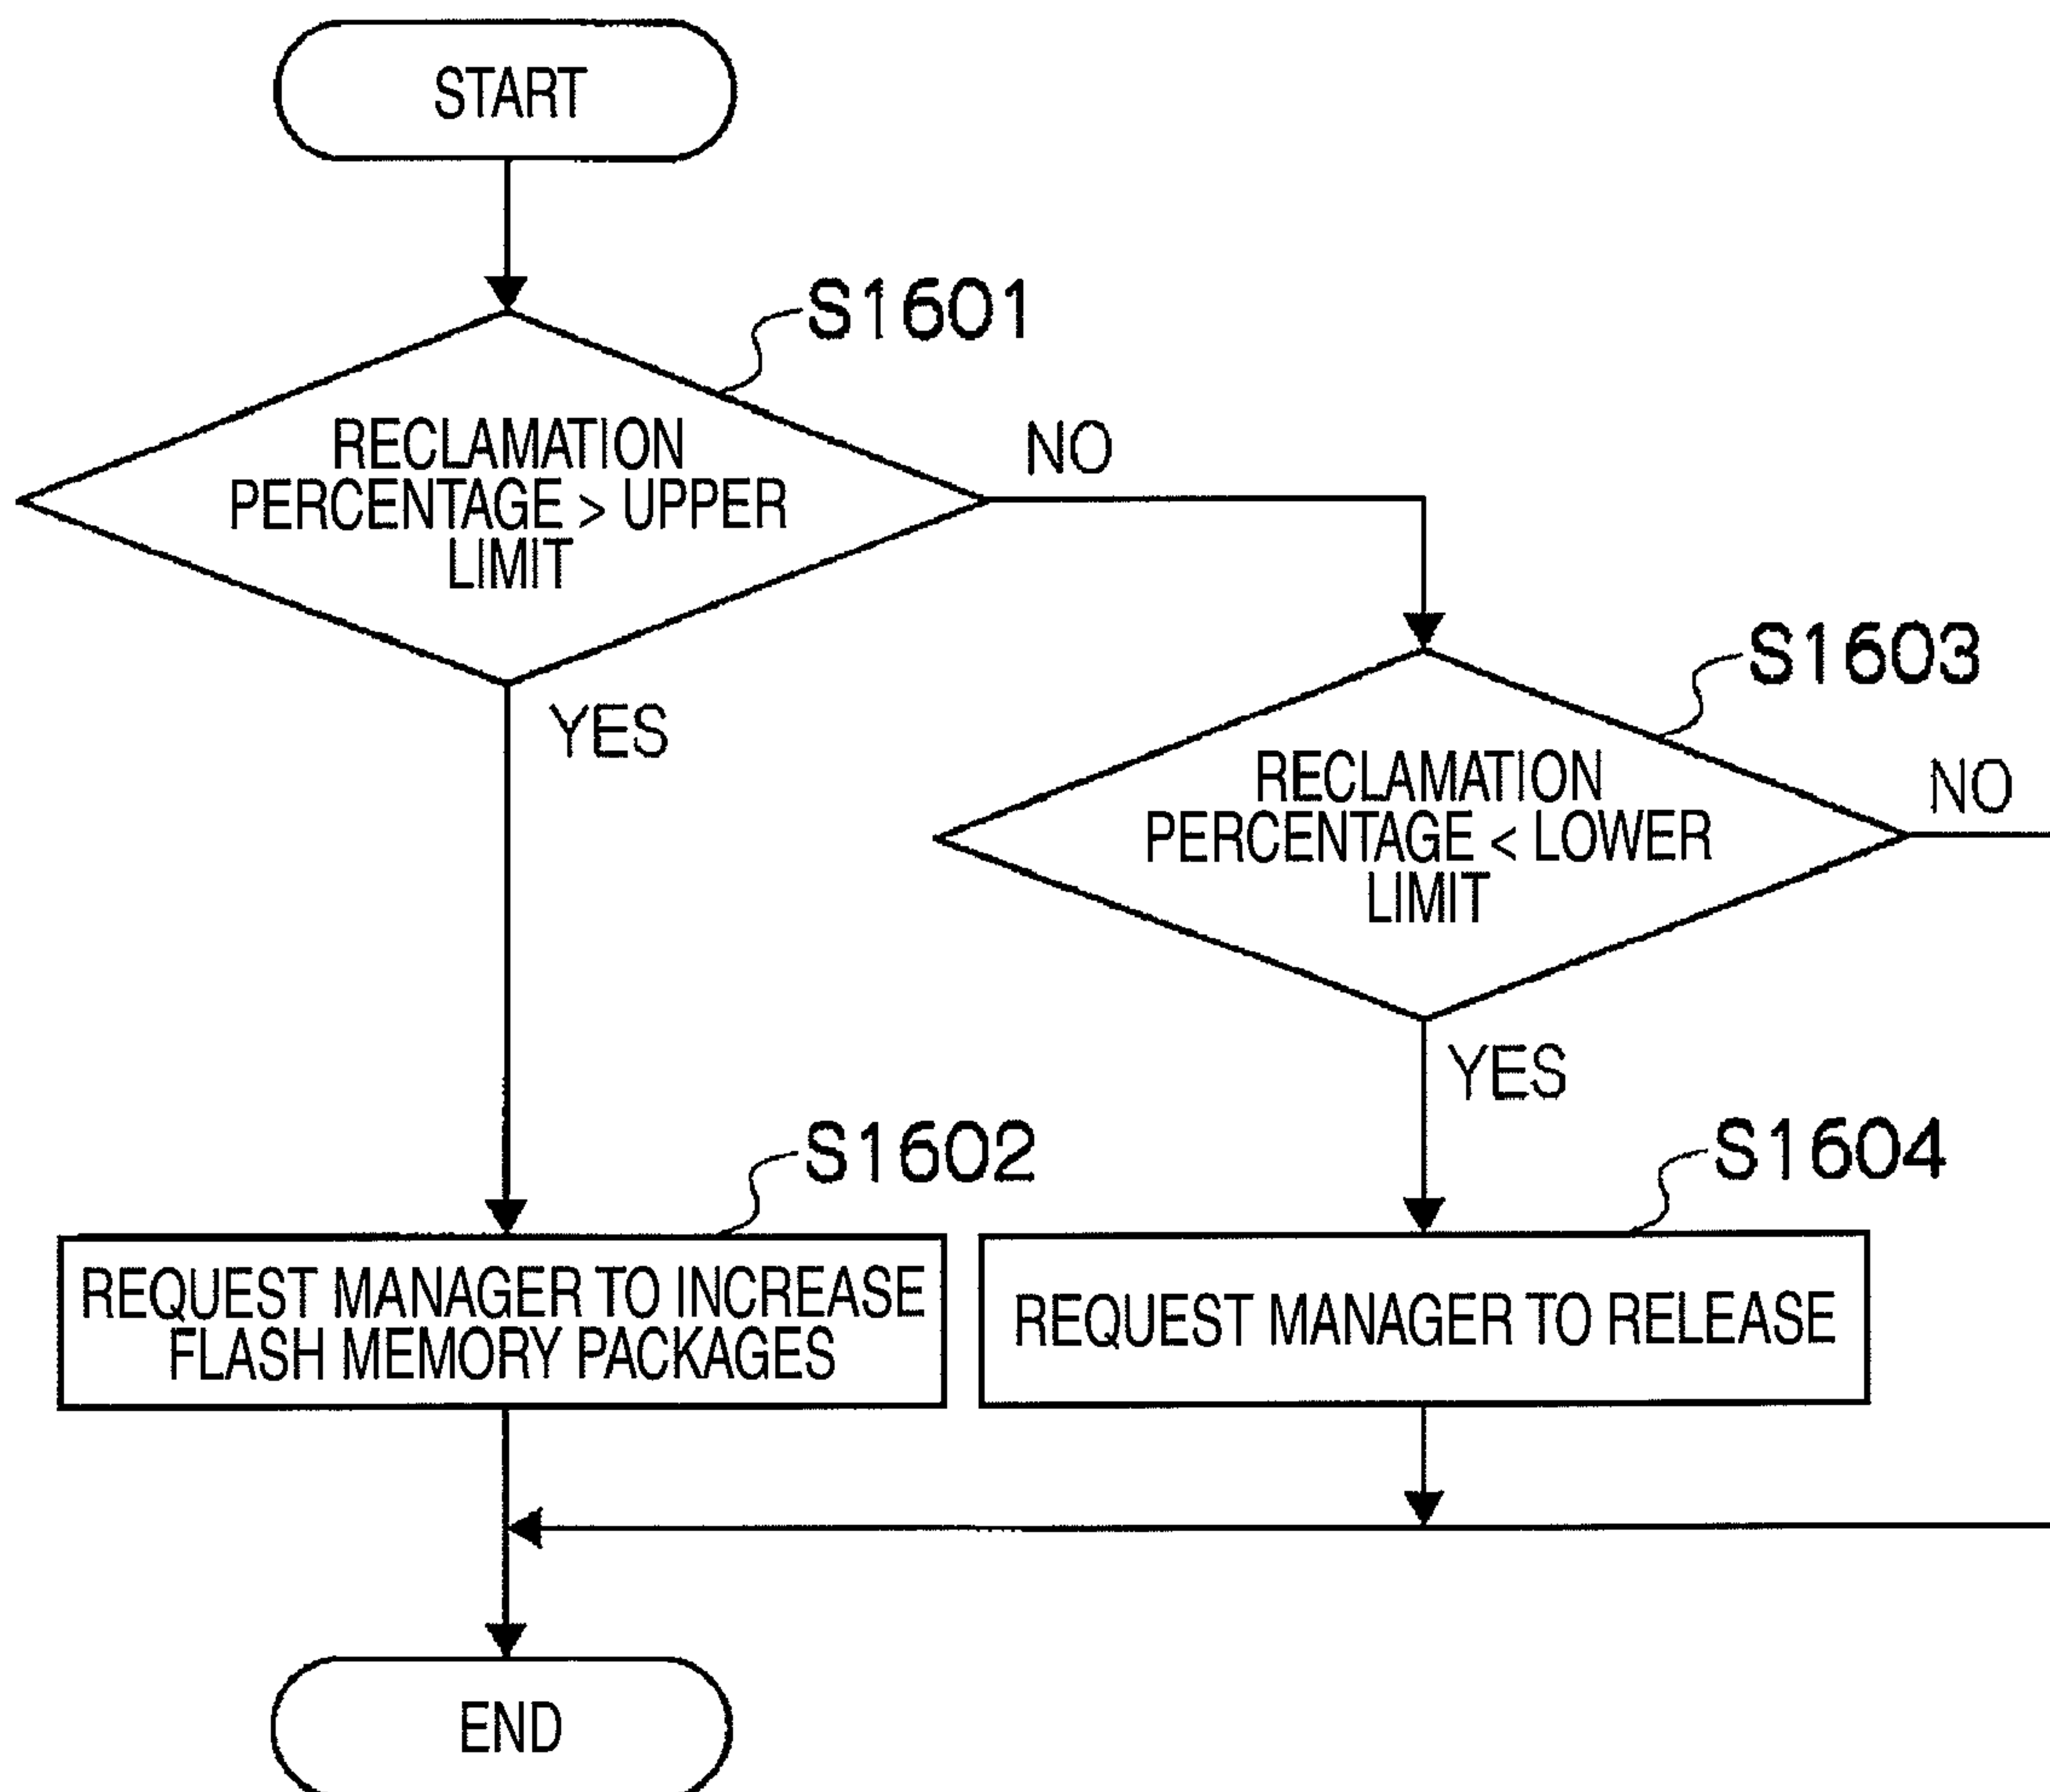 START
S1601
RECLAMATION
PERCENTAGE > UPPER
LIMIT
NO
YES
S1603
RECLAMATION
PERCENTAGE < LOWER
LIMIT
NO
YES
S1602
REQUEST MANAGER TO INCREASE
FLASH MEMORY PACKAGES
S1604
REQUEST MANAGER TO RELEASE
END